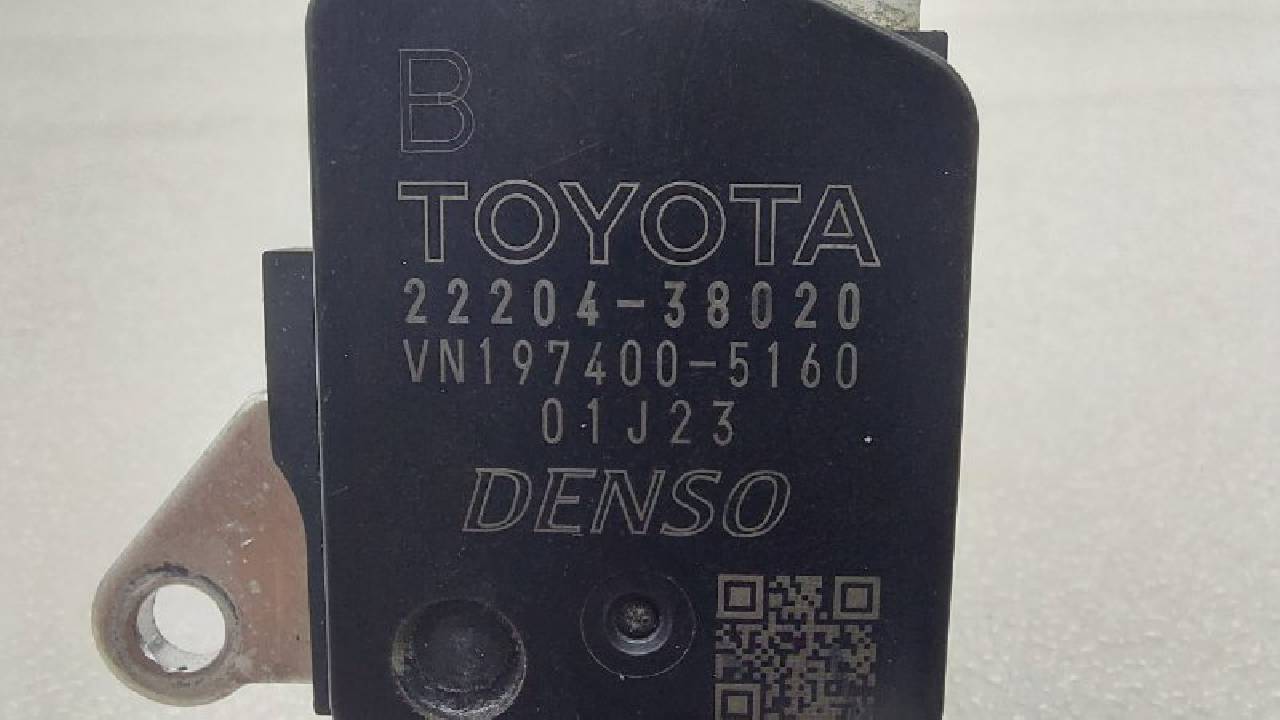 B
TOYOTA
22204-38020
VN197400-5160
01J23
DENSO